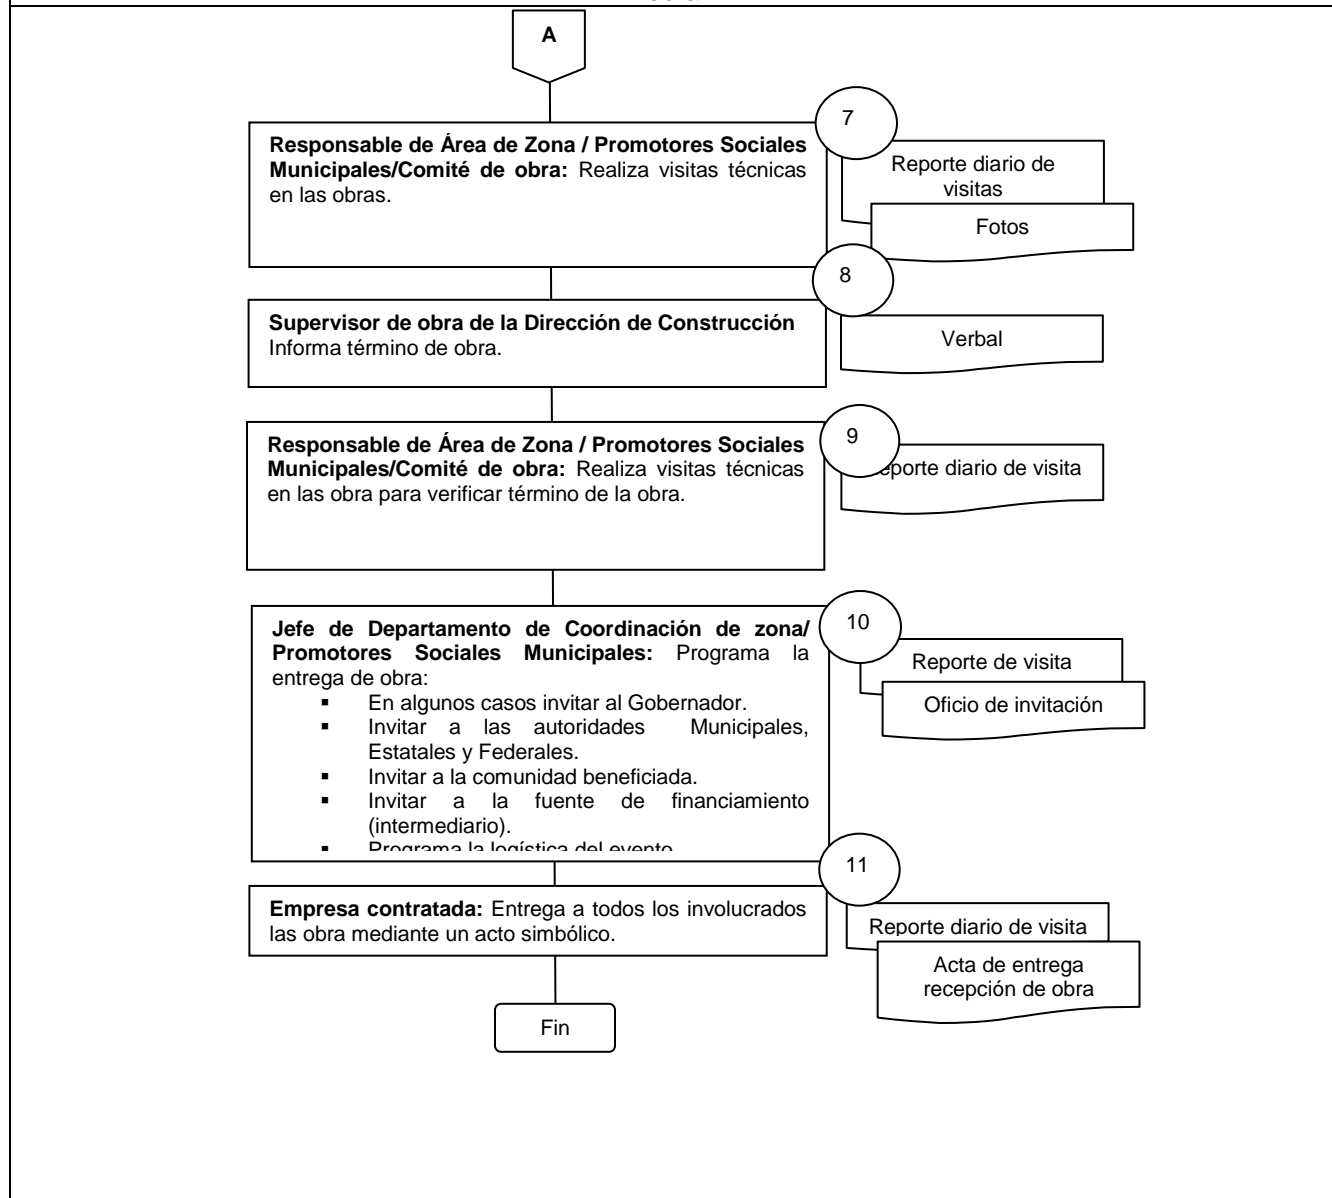 A
7
Responsable de Área de Zona / Promotores Sociales
Municipales/Comité de obra: Realiza visitas técnicas
en las obras.
Reporte diario de
visitas
Fotos
8
Supervisor de obra de la Dirección de Construcción
Informa término de obra.
Verbal
9
Responsable de Área de Zona / Promotores Sociales
Municipales/Comité de obra: Realiza visitas técnicas
en las obra para verificar término de la obra.
eporte diario de visita
10
Jefe de Departamento de Coordinación de zona/
Promotores Sociales Municipales: Programa la
entrega de obra:
▪ En algunos casos invitar al Gobernador.
▪ Invitar a las autoridades Municipales,
Estatales y Federales.
▪ Invitar a la comunidad beneficiada.
▪ Invitar a la fuente de financiamiento
(intermediario).
▪ Programa la logística del evento
Reporte de visita
Oficio de invitación
11
Empresa contratada: Entrega a todos los involucrados
las obra mediante un acto simbólico.
Reporte diario de visita
Acta de entrega
recepción de obra
Fin